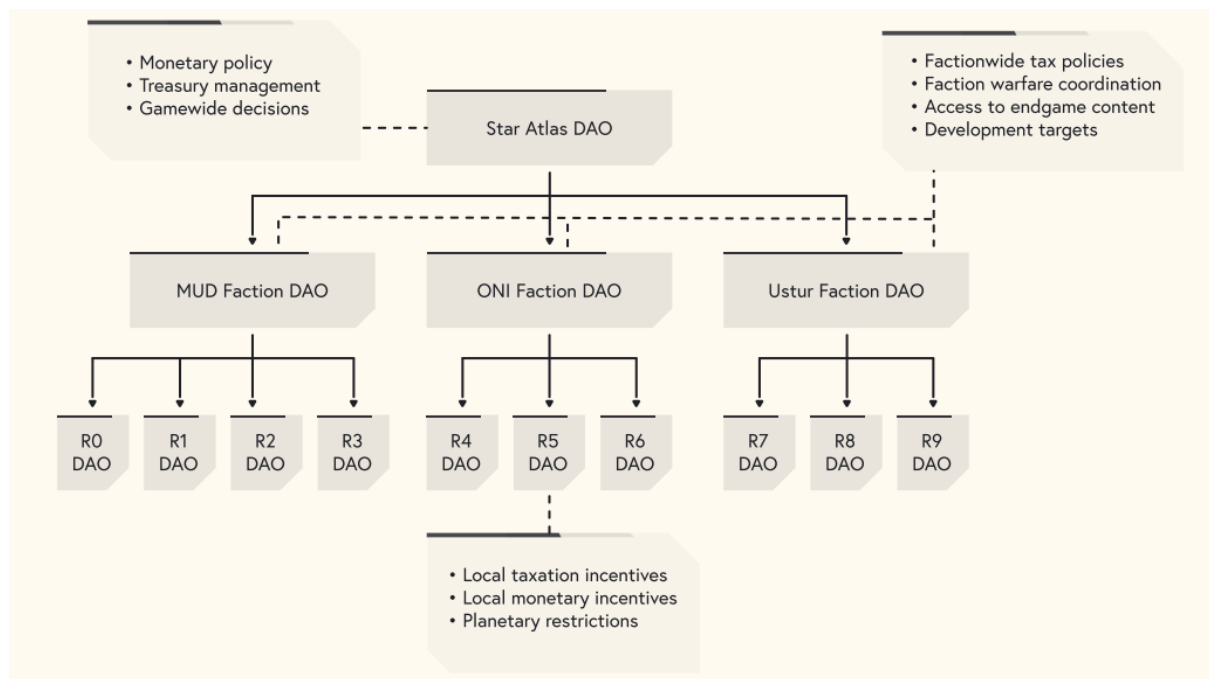 • Monetary policy
• Treasury management
• Gamewide decisions
• Factionwide tax policies
• Faction warfare coordination
• Access to endgame content
• Development targets
Star Atlas DAO
MUD Faction DAO
ONI Faction DAO
Ustur Faction DAO
R0
DAO
R1
DAO
R2
DAO
R3
DAO
R4
DAO
R5
DAO
R6
DAO
R7
DAO
R8
DAO
R9
DAO
• Local taxation incentives
• Local monetary incentives
• Planetary restrictions